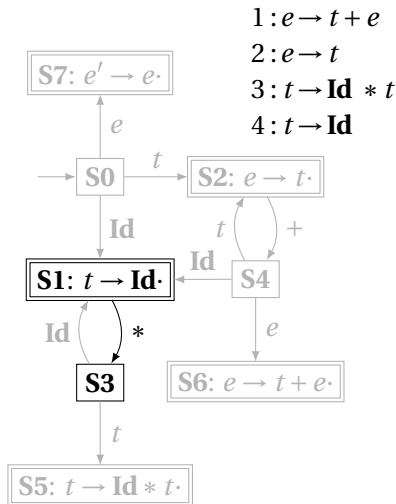 1 : e → t + e
2 : e → t
3 : t → Id * t
4 : t → Id
S7: e′ → e·
e
S0
t
S2: e → t·
Id
t
+
S1: t → Id·
Id
S4
Id
*
e
S3
S6: e → t + e·
t
S5: t → Id * t·